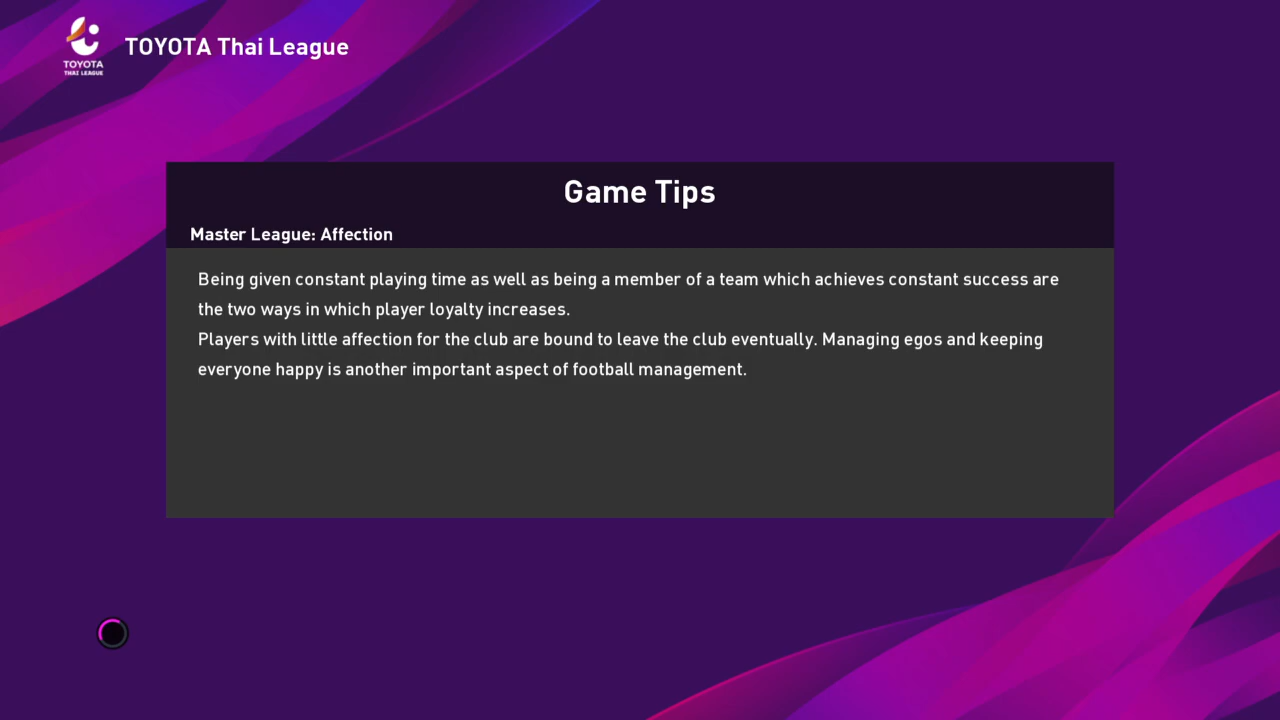 TOYOTA
THAI LEAGUE
TOYOTA Thai League
Game Tips
Master League: Affection
Being given constant playing time as well as being a member of a team which achieves constant success are
the two ways in which player loyalty increases.
Players with little affection for the club are bound to leave the club eventually. Managing egos and keeping
everyone happy is another important aspect of football management.